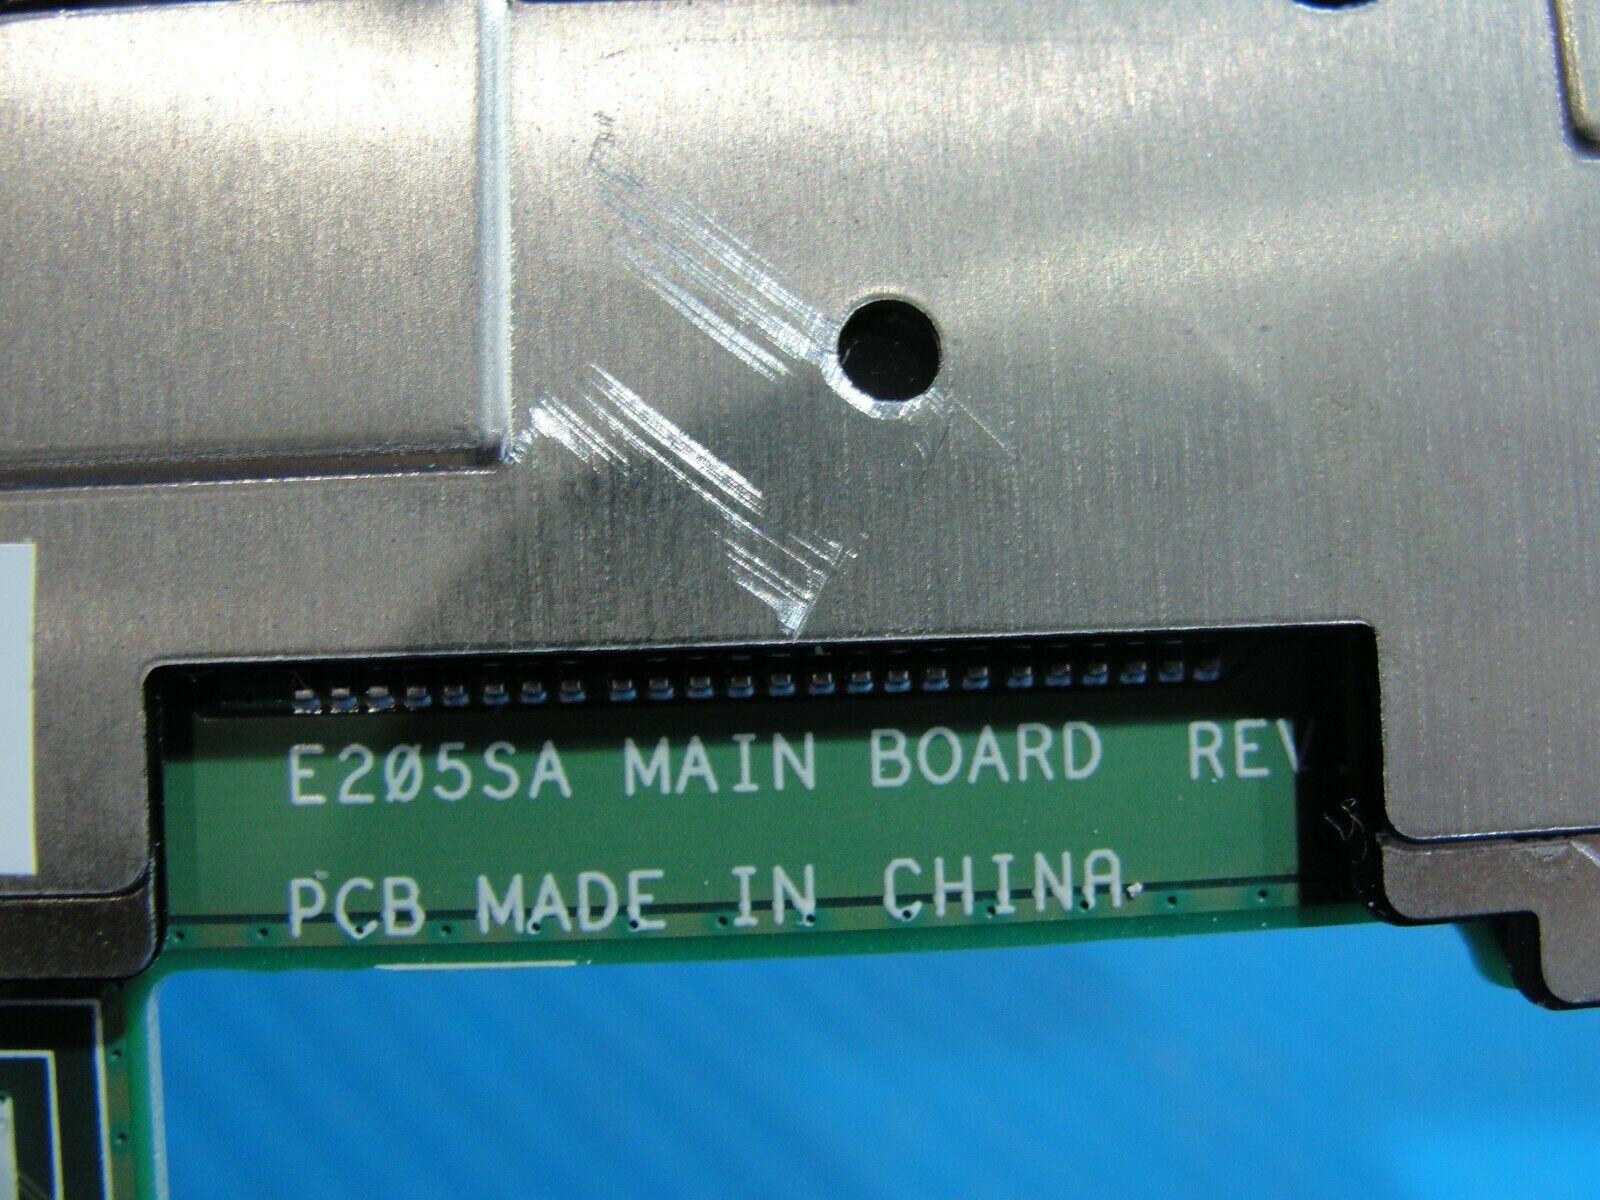 E205SA MAIN BOARD REV
PCB MADE IN CHINA.